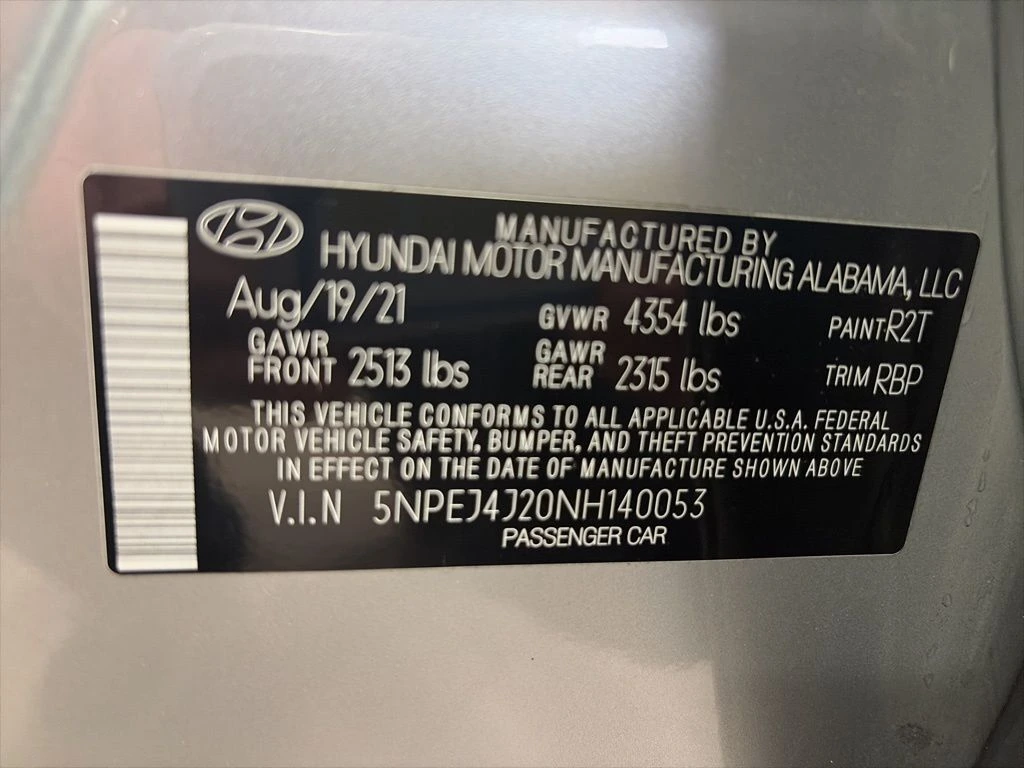 MANUFACTURED BY
HYUNDAI MOTOR MANUFACTURING ALABAMA, LLC
Aug/19/21 GVWR 4354 lbs PAINT:R2T
GAWR FRONT 2513 lbs GAWR REAR 2315 lbs TRIM RBP
THIS VEHICLE CONFORMS TO ALL APPLICABLE U.S.A. FEDERAL
MOTOR VEHICLE SAFETY, BUMPER, AND THEFT PREVENTION STANDARDS
IN EFFECT ON THE DATE OF MANUFACTURE SHOWN ABOVE
V.I.N 5NPEJ4J20NH140053
PASSENGER CAR